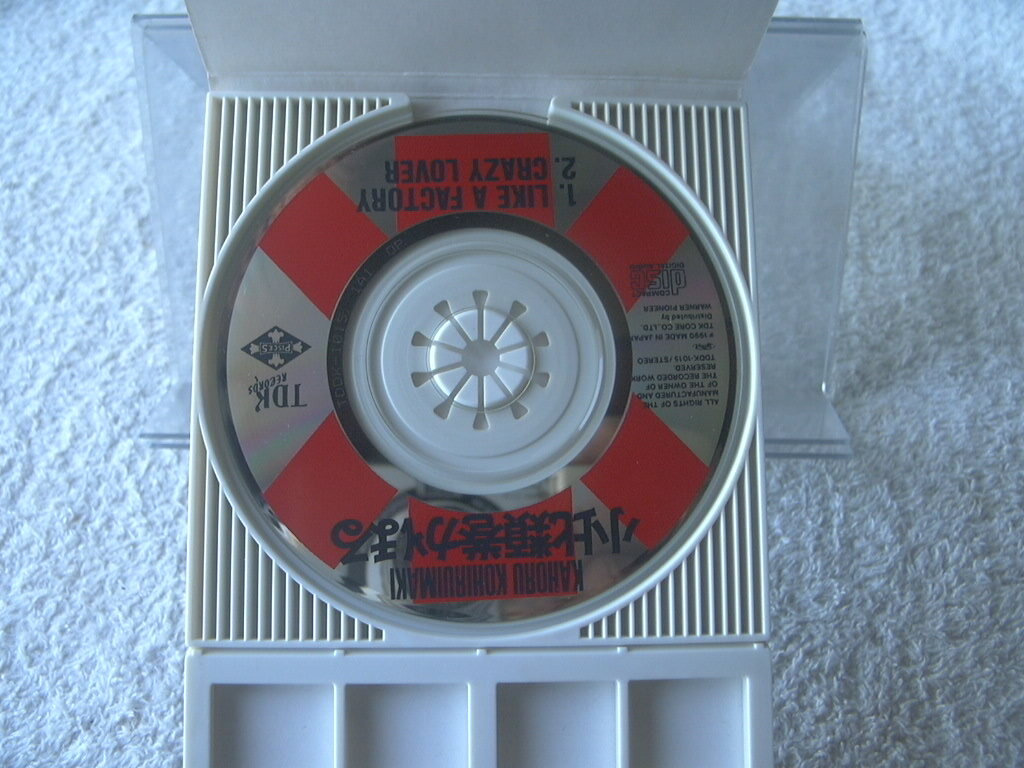 KAHORU KOHIRUIMAKI
小比類巻かほる
TDK
RECORDS
PISCES
ALL RIGHTS OF THE
MANUFACTURED AND
OF THE OWNER OF
THE RECORDED WORK
RESERVED
TDDK-1015/STEREO
℗1990 MADE IN JAPAN
TDK CORE CO.,LTD.
Distributed by
WARNER PIONEER
COMPACT
disc
DIGITAL AUDIO
1. LIKE A FACTORY
2. CRAZY LOVER